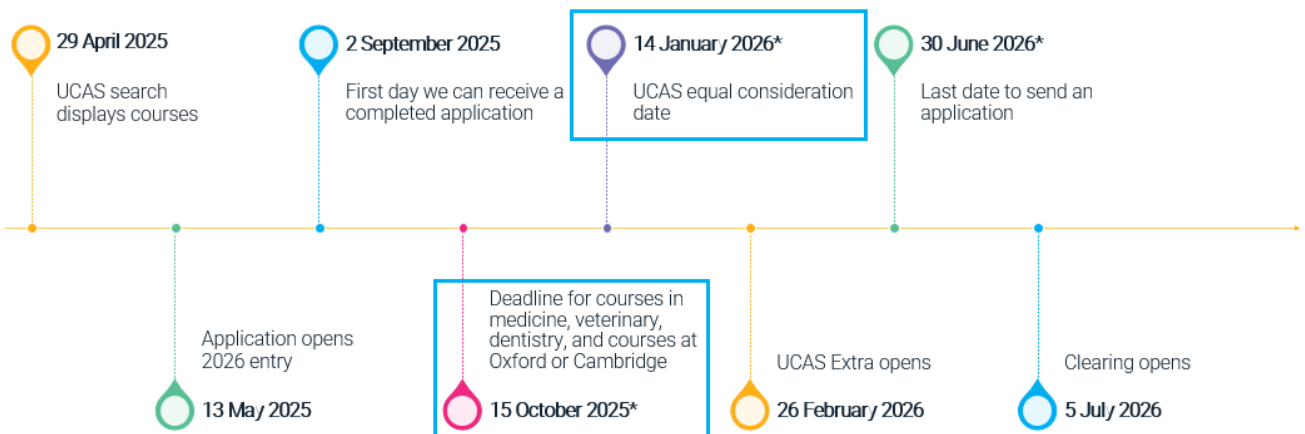 29 April 2025
UCAS search
displays courses
2 September 2025
First day we can receive a
completed application
14 January 2026*
UCAS equal consideration
date
30 June 2026*
Last date to send an
application
Application opens
2026 entry
13 May 2025
Deadline for courses in
medicine, veterinary,
dentistry, and courses at
Oxford or Cambridge
15 October 2025*
UCAS Extra opens
26 February 2026
Clearing opens
5 July 2026